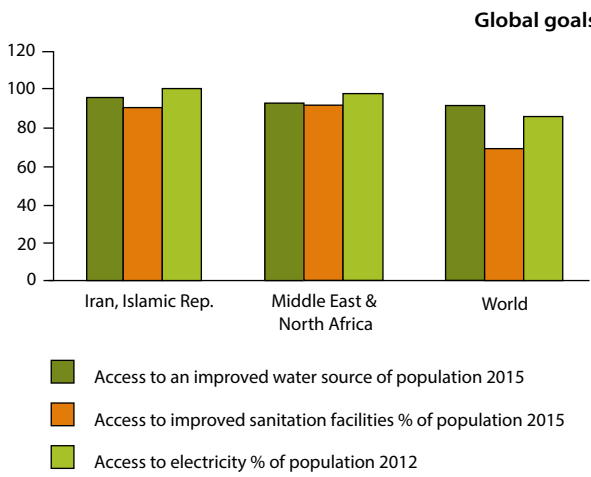 Global goals
120
100
80
60
40
20
0
Iran, Islamic Rep.
Middle East &
North Africa
World
Access to an improved water source of population 2015
Access to improved sanitation facilities % of population 2015
Access to electricity % of population 2012